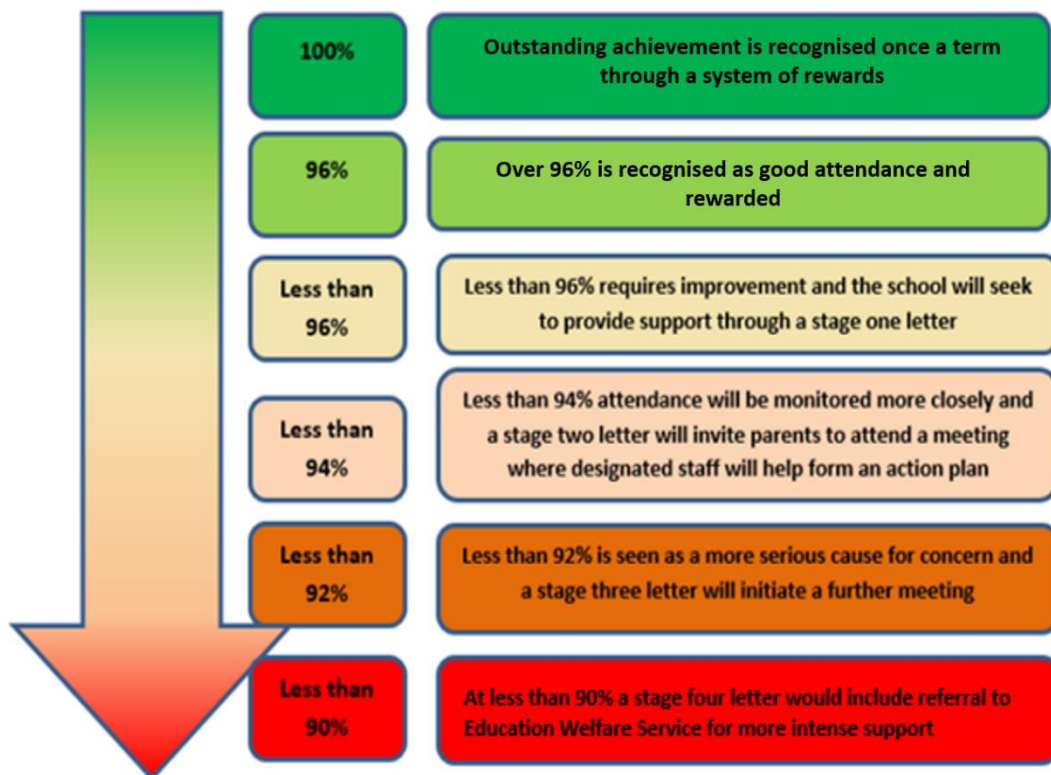 100%
Outstanding achievement is recognised once a term
through a system of rewards
96%
Over 96% is recognised as good attendance and
rewarded
Less than
96%
Less than 96% requires improvement and the school will seek
to provide support through a stage one letter
Less than
94%
Less than 94% attendance will be monitored more closely and
a stage two letter will invite parents to attend a meeting
where designated staff will help form an action plan
Less than
92%
Less than 92% is seen as a more serious cause for concern and
a stage three letter will initiate a further meeting
Less than
90%
At less than 90% a stage four letter would include referral to
Education Welfare Service for more intense support